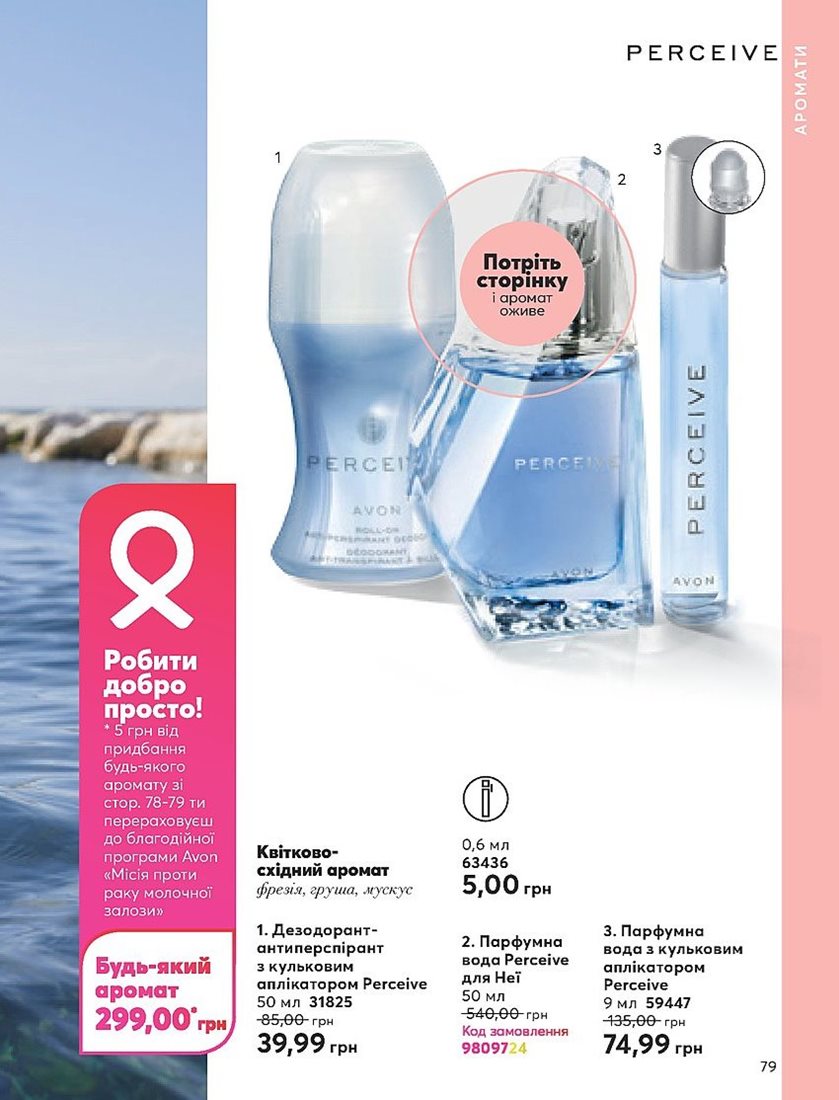 PERCEIVE
АРОМАТИ
1
2
3
Потріть
сторінку
і аромат
оживе
PERCEIVE
AVON
ROLL-ON
PERCEIVE
AVON
PERCEIVE
AVON
Робити
добро
просто!
* 5 грн від
придбання
будь-якого
аромату зі
стор. 78-79 ти
перераховуєш
до благодійної
програми Avon
«Місія проти
раку молочної
залози»
Будь-який
аромат
299,00* грн
Квітково-
східний аромат
фрезія, груша, мускус
0,6 мл
63436
5,00 грн
1. Дезодорант-
антиперспірант
з кульковим
аплікатором Perceive
50 мл 31825
85,00 грн
39,99 грн
2. Парфумна
вода Perceive
для Неї
50 мл
540,00 грн
Код замовлення
9809724
3. Парфумна
вода з кульковим
аплікатором
Perceive
9 мл 59447
135,00 грн
74,99 грн
79